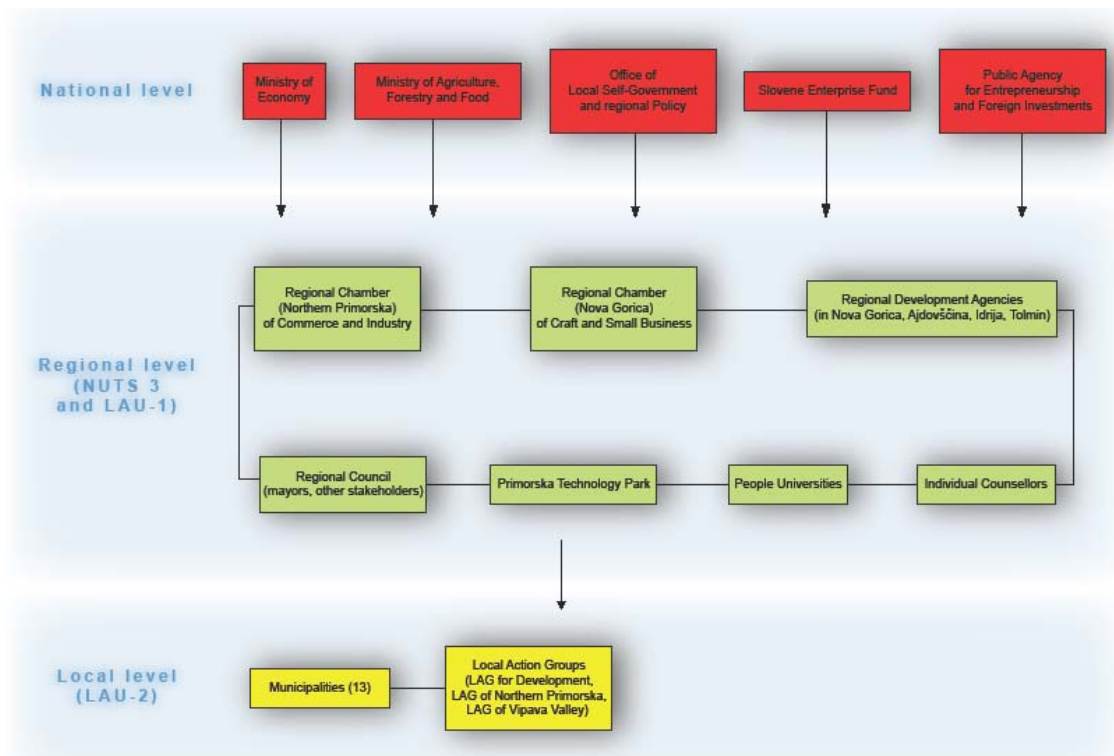 National level
Ministry of
Economy
Ministry of Agriculture,
Forestry and Food
Office of
Local Self-Government
and regional Policy
Slovene Enterprise Fund
Public Agency
for Entrepreneurship
and Foreign Investments
Regional level
(NUTS 3
and LAU-1)
Regional Chamber
(Northern Primorska)
of Commerce and Industry
Regional Chamber
(Nova Gorica)
of Craft and Small Business
Regional Development Agencies
(in Nova Gorica, Ajdovščina, Idrija, Tolmin)
Regional Council
(mayors, other stakeholders)
Primorska Technology Park
People Universities
Individual Counsellors
Local level
(LAU-2)
Municipalities (13)
Local Action Groups
(LAG for Development,
LAG of Northern Primorska,
LAG of Vipava Valley)